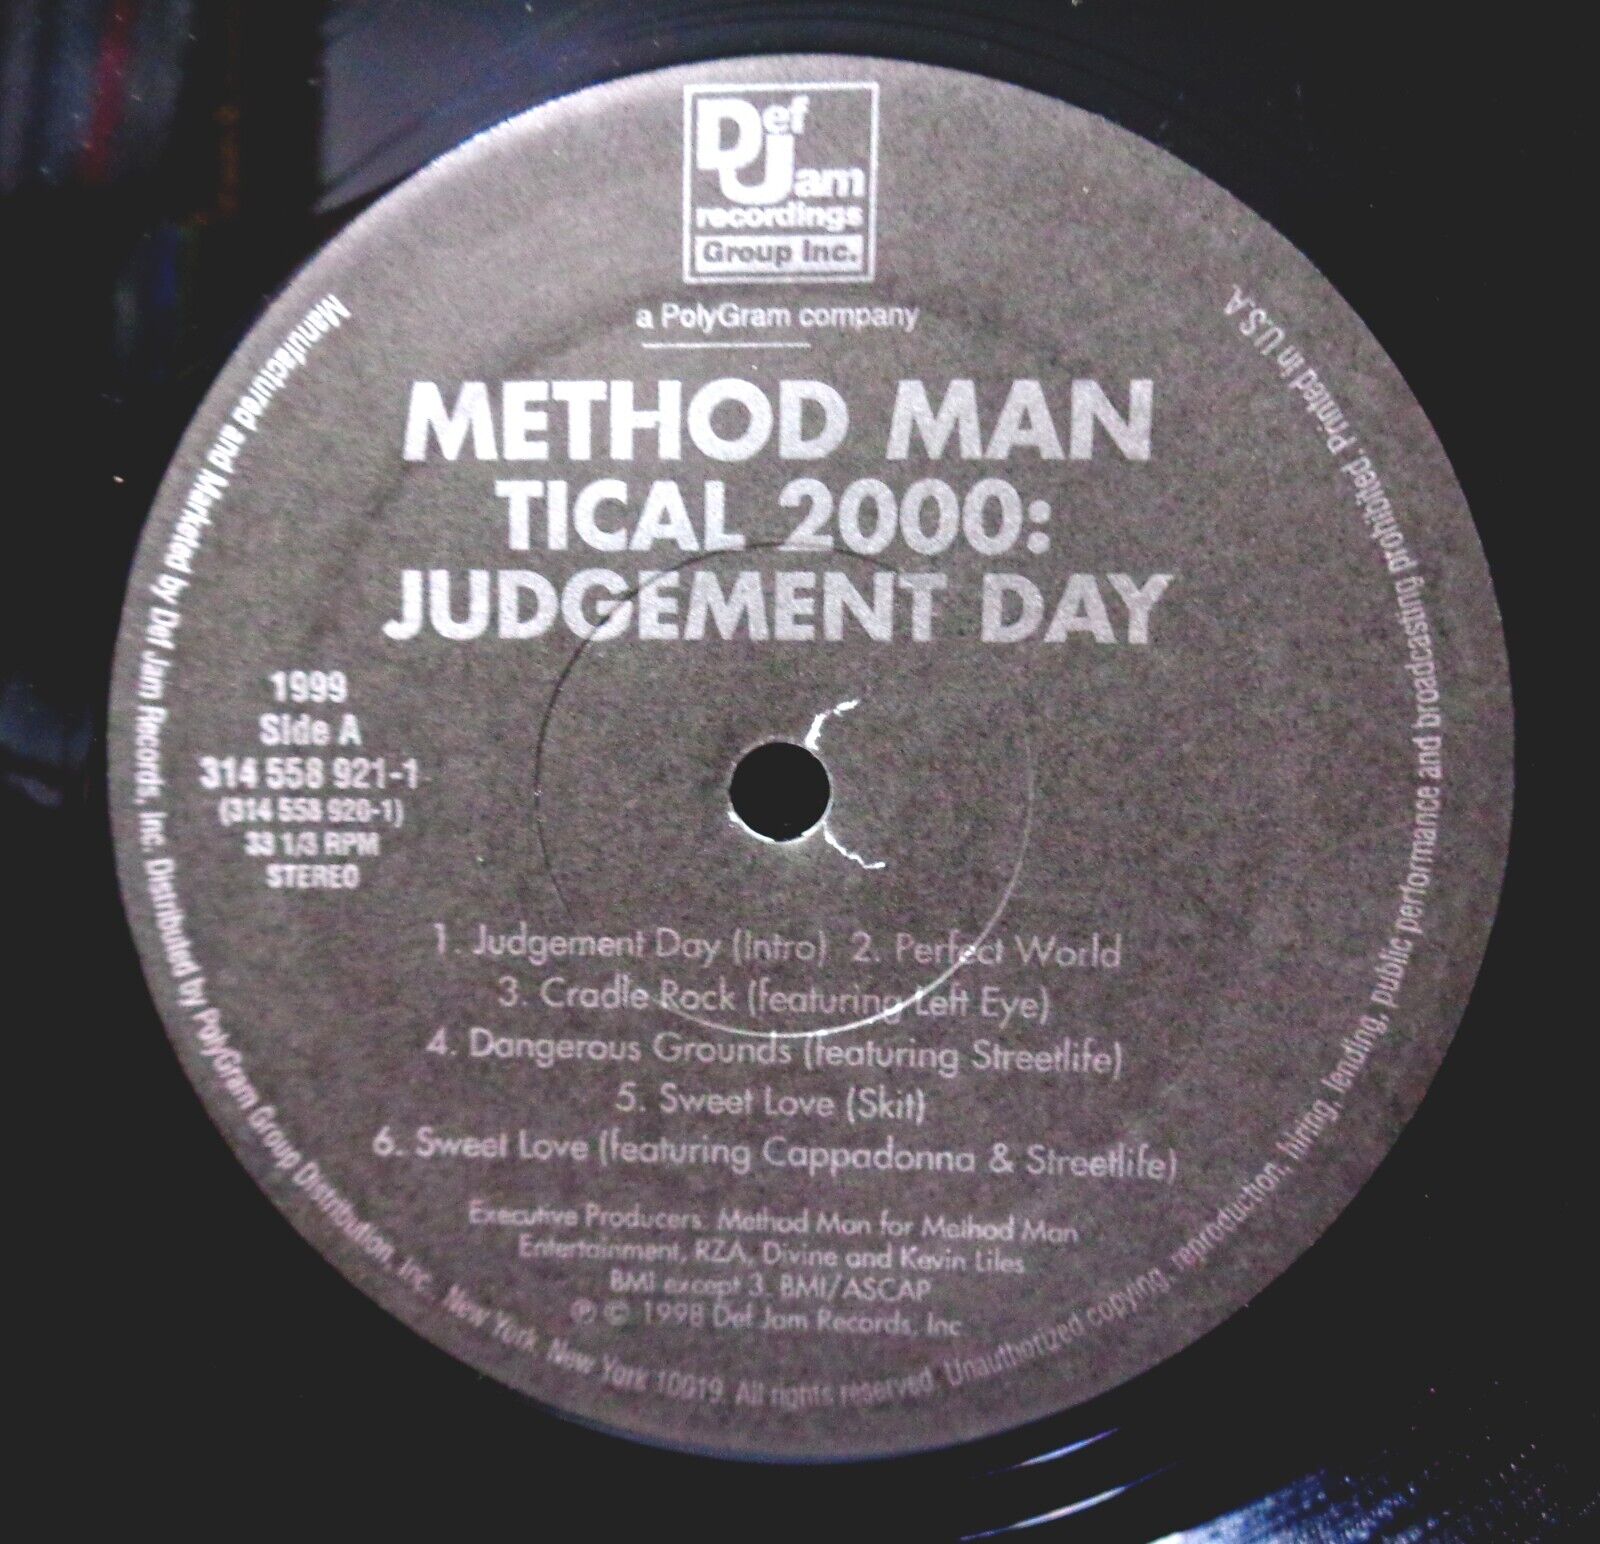 Def
Jam
recordings
Group Inc.
a PolyGram company
METHOD MAN
TICAL 2000:
JUDGEMENT DAY
1999
Side A
314 558 921-1
(314 558 920-1)
33 1/3 RPM
STEREO
1. Judgement Day (Intro) 2. Perfect World
3. Cradle Rock (featuring Left Eye)
4. Dangerous Grounds (featuring Streetlife)
5. Sweet Love (Skit)
6. Sweet Love (featuring Cappadonna & Streetlife)
Executive Producers: Method Man for Method Man
Entertainment, RZA, Divine and Kevin Liles
BMI except 3. BMI/ASCAP
℗ © 1998 Def Jam Records, Inc.
Manufactured and Marketed by Def Jam Records, Inc. Distributed by PolyGram Group Distribution, Inc., New York, New York 10019. All rights reserved. Unauthorized copying, reproduction, hiring, lending, public performance and broadcasting prohibited. Printed in U.S.A.